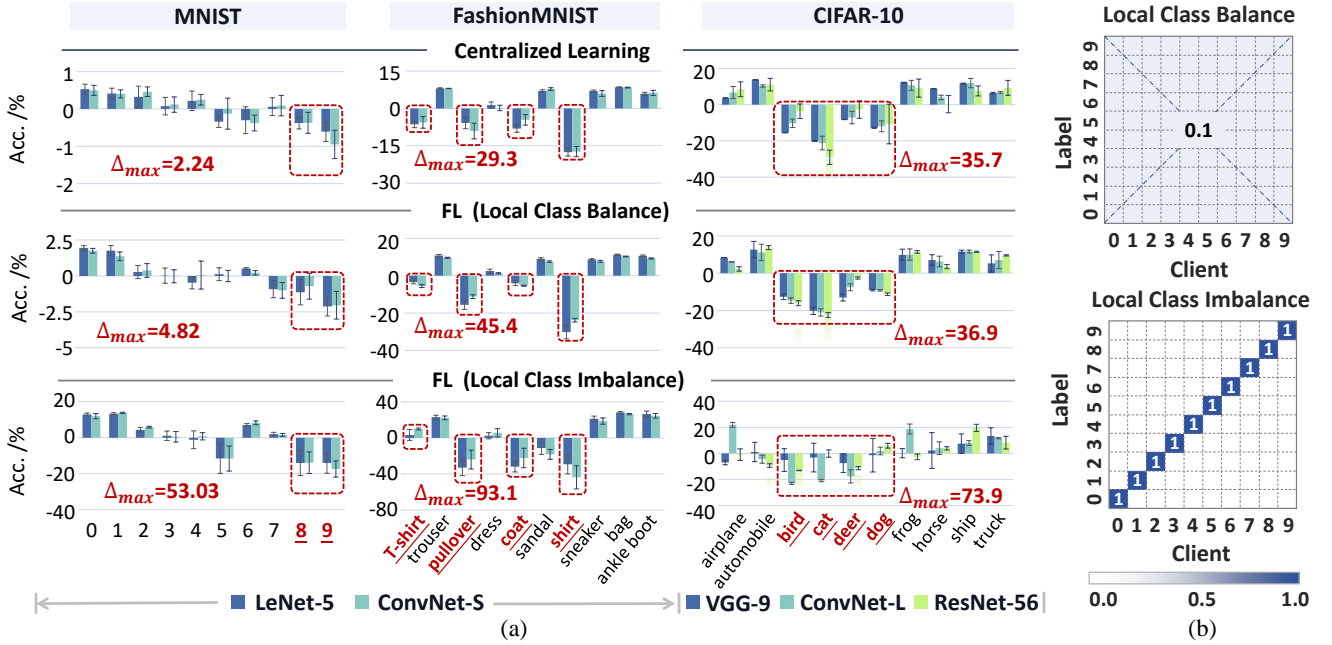 MNIST FashionMNIST CIFAR-10
Centralized Learning
Acc. /%
1
0
-1
-2
Δmax=2.24
15
0
-15
-30
Δmax=29.3
20
0
-20
-40
Δmax=35.7
FL (Local Class Balance)
Acc. /%
2.5
0
-2.5
-5
Δmax=4.82
20
0
-20
-40
Δmax=45.4
20
0
-20
-40
Δmax=36.9
FL (Local Class Imbalance)
Acc. /%
20
0
-20
-40
Δmax=53.03
40
0
-40
-80
Δmax=93.1
40
20
0
-20
-40
Δmax=73.9
0 1 2 3 4 5 6 7 8 9
T-shirt
trouser
pullover
dress
coat
sandal
shirt
sneaker
bag
ankle boot
airplane
automobile
bird
cat
deer
dog
frog
horse
ship
truck
LeNet-5 ConvNet-S VGG-9 ConvNet-L ResNet-56
(a)
Local Class Balance
Label
9
8
7
6
5
4
3
2
1
0
0.1
0 1 2 3 4 5 6 7 8 9
Client
Local Class Imbalance
Label
9
8
7
6
5
4
3
2
1
0
1
1
1
1
1
1
1
1
1
1
0 1 2 3 4 5 6 7 8 9
Client
0.0 0.5 1.0
(b)